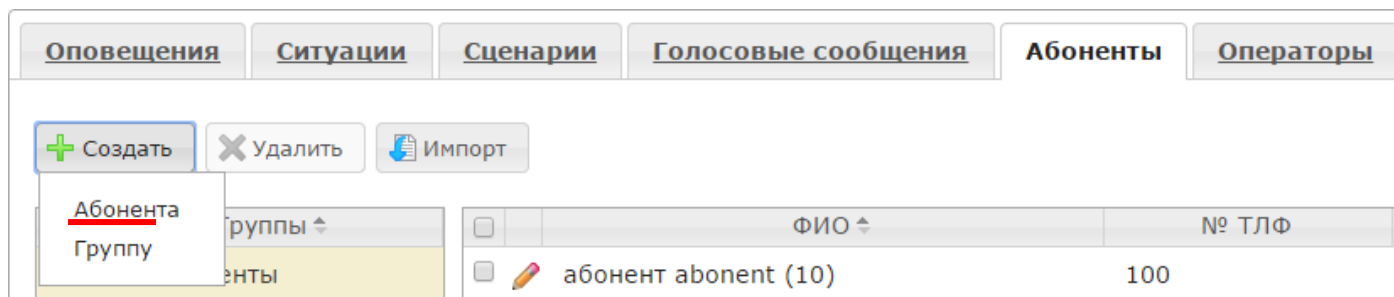 Оповещения Ситуации Сценарии Голосовые сообщения Абоненты Операторы
Создать Удалить Импорт
Абонента
Группы ФИО № ТЛФ
Группу
енты абонент abonent (10) 100